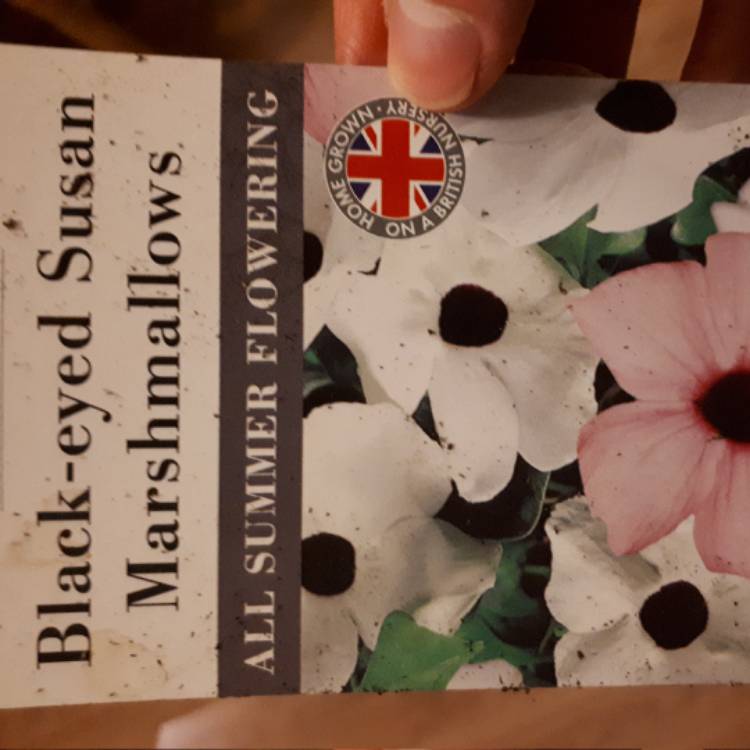 Black-eyed Susan
Marshmallows
ALL SUMMER FLOWERING
HOME GROWN · ON A BRITISH NURSERY ·